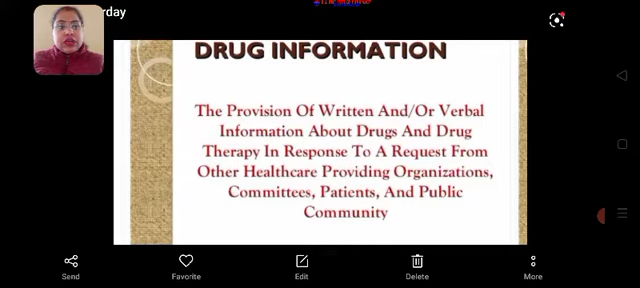 rday
DRUG INFORMATION
The Provision Of Written And/Or Verbal
Information About Drugs And Drug
Therapy In Response To A Request From
Other Healthcare Providing Organizations,
Committees, Patients, And Public
Community
Send
Favorite
Edit
Delete
More